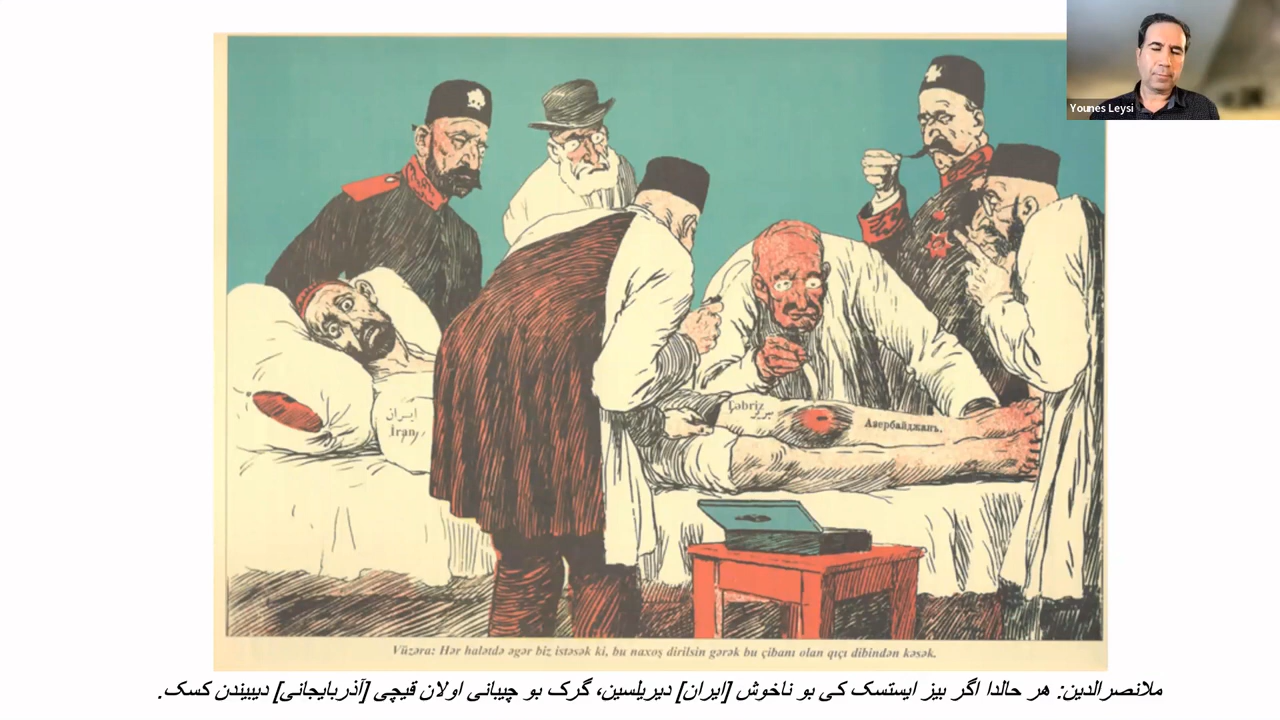 Younes Leysi
ایران
İran
Təbriz
Азербайджанъ.
Vüzəra: Hər halətdə əgər biz istəsək ki, bu naxoş dirilsin gərək bu çibanı olan qıçı dibindən kəsək.
ملانصرالدین: هر حالدا اگر بیز ایستسک کی بو ناخوش [ایران] دیریلسین، گرک بو چیبانی اولان قیچی [آذربایجانی] دیبیندن کسک.